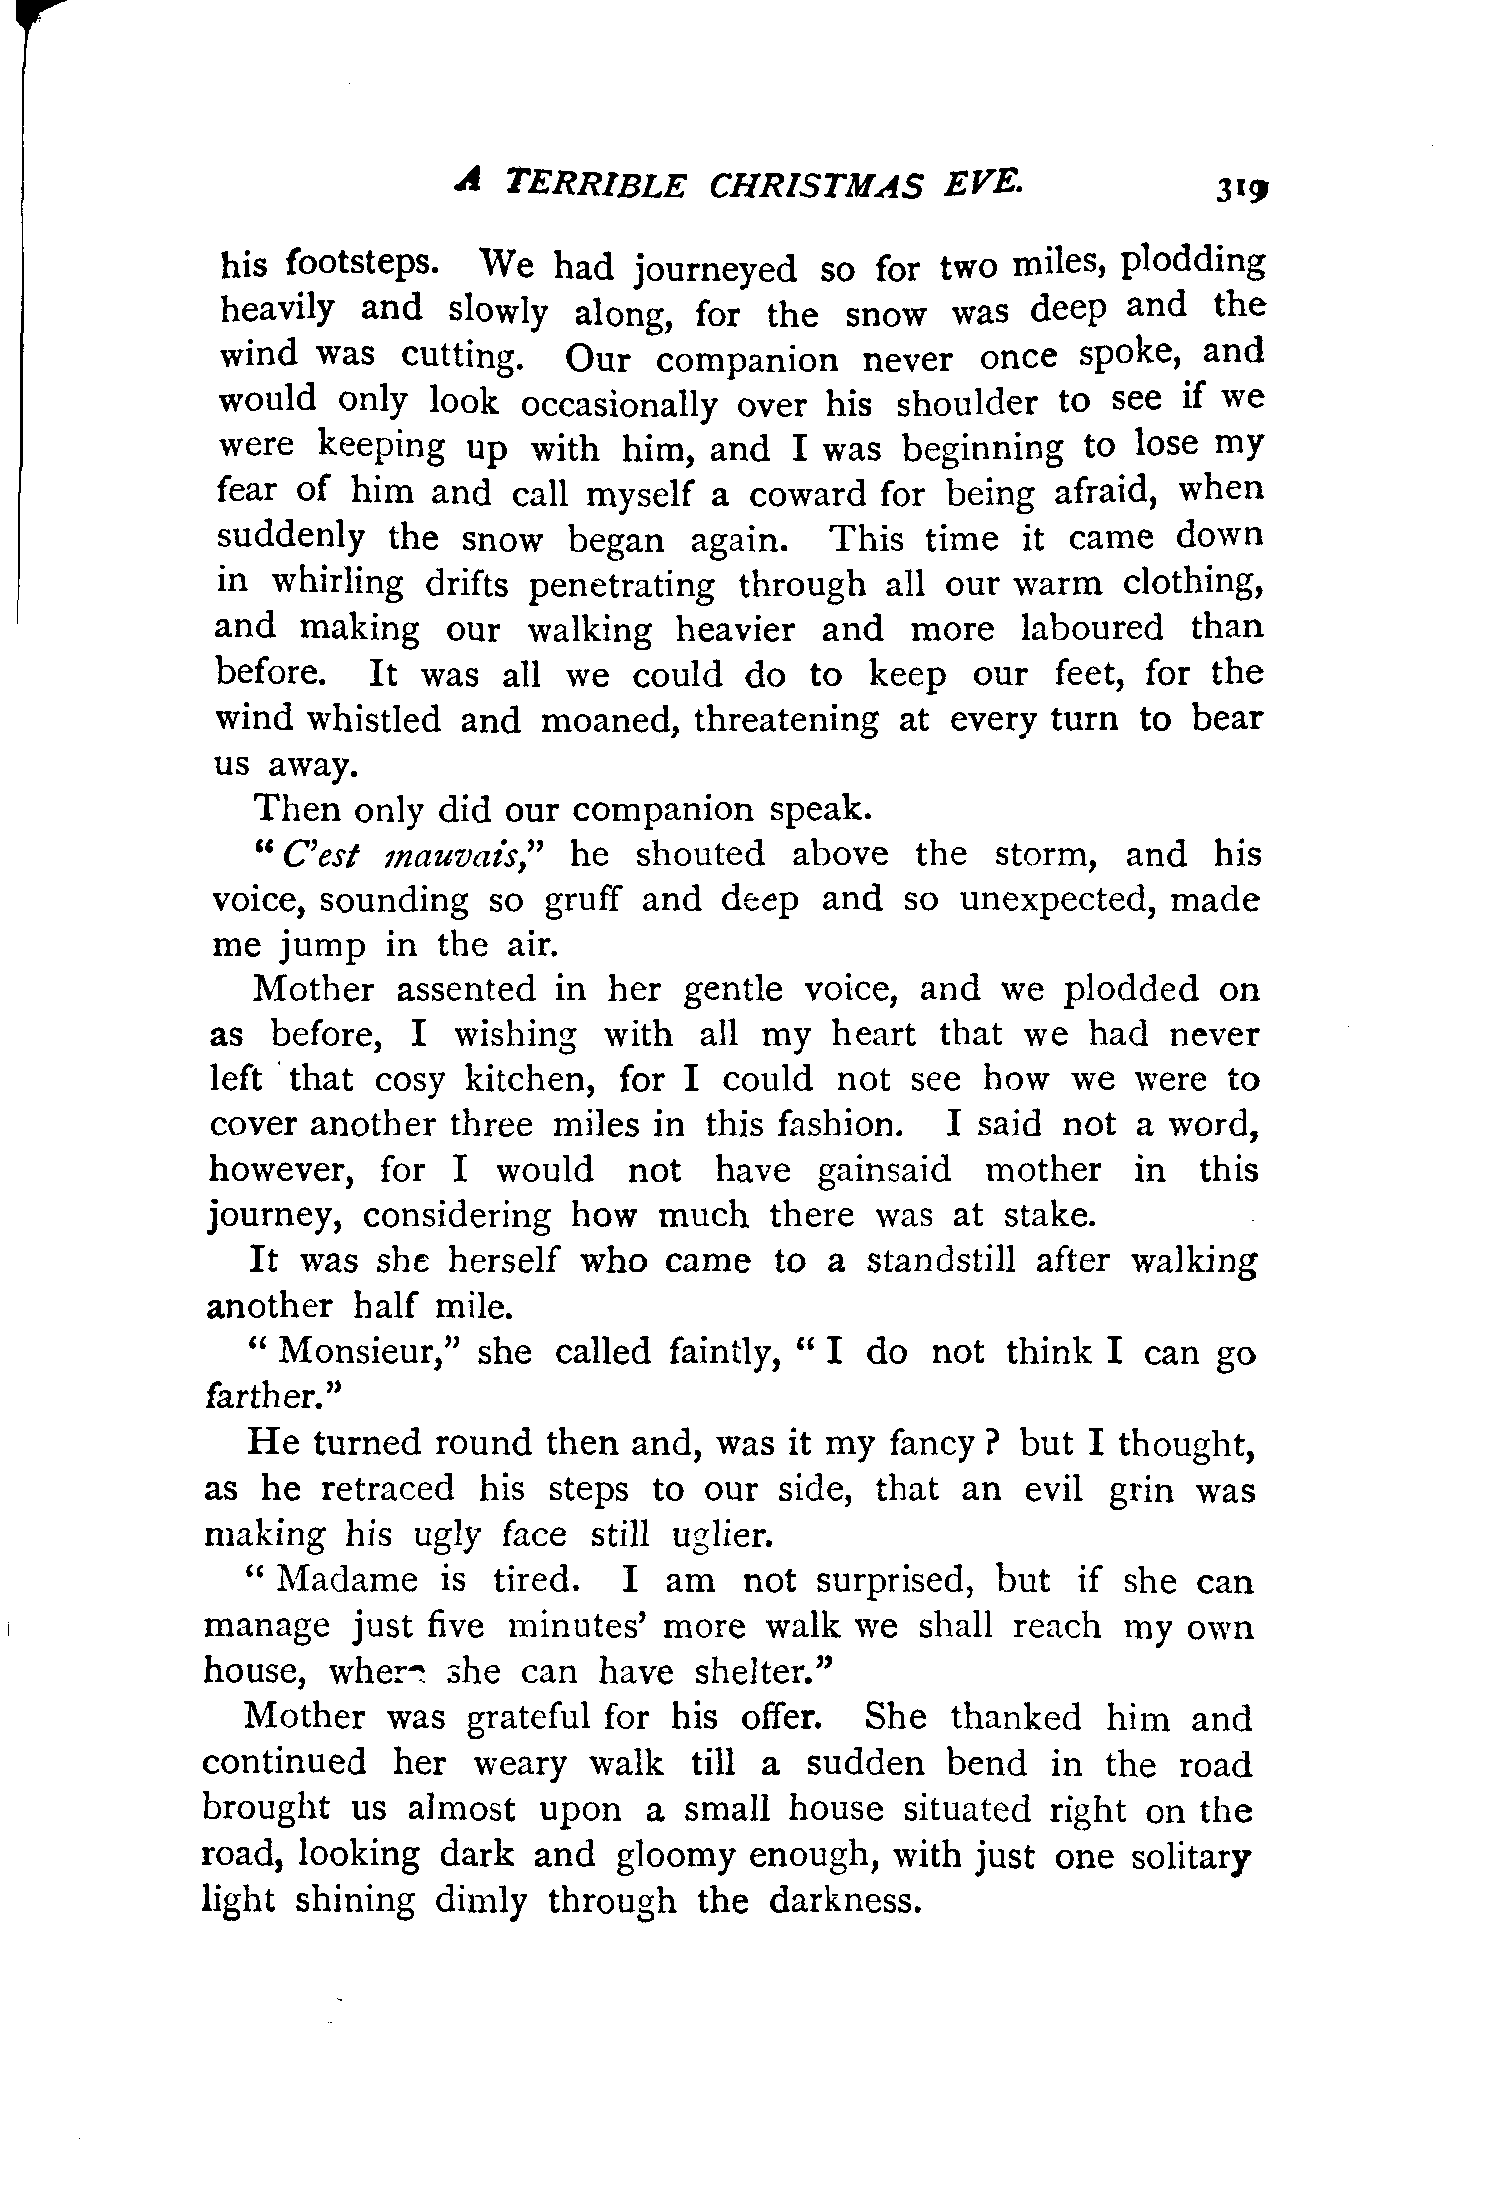 A TERRIBLE CHRISTMAS EVE. 319
his footsteps. We had journeyed so for two miles, plodding
heavily and slowly along, for the snow was deep and the
wind was cutting. Our companion never once spoke, and
would only look occasionally over his shoulder to see if we
were keeping up with him, and I was beginning to lose my
fear of him and call myself a coward for being afraid, when
suddenly the snow began again. This time it came down
in whirling drifts penetrating through all our warm clothing,
and making our walking heavier and more laboured than
before. It was all we could do to keep our feet, for the
wind whistled and moaned, threatening at every turn to bear
us away.
Then only did our companion speak.
“ C’est mauvais,” he shouted above the storm, and his
voice, sounding so gruff and deep and so unexpected, made
me jump in the air.
Mother assented in her gentle voice, and we plodded on
as before, I wishing with all my heart that we had never
left that cosy kitchen, for I could not see how we were to
cover another three miles in this fashion. I said not a word,
however, for I would not have gainsaid mother in this
journey, considering how much there was at stake.
It was she herself who came to a standstill after walking
another half mile.
“ Monsieur,” she called faintly, “ I do not think I can go
farther.”
He turned round then and, was it my fancy ? but I thought,
as he retraced his steps to our side, that an evil grin was
making his ugly face still uglier.
“ Madame is tired. I am not surprised, but if she can
manage just five minutes’ more walk we shall reach my own
house, where she can have shelter.”
Mother was grateful for his offer. She thanked him and
continued her weary walk till a sudden bend in the road
brought us almost upon a small house situated right on the
road, looking dark and gloomy enough, with just one solitary
light shining dimly through the darkness.